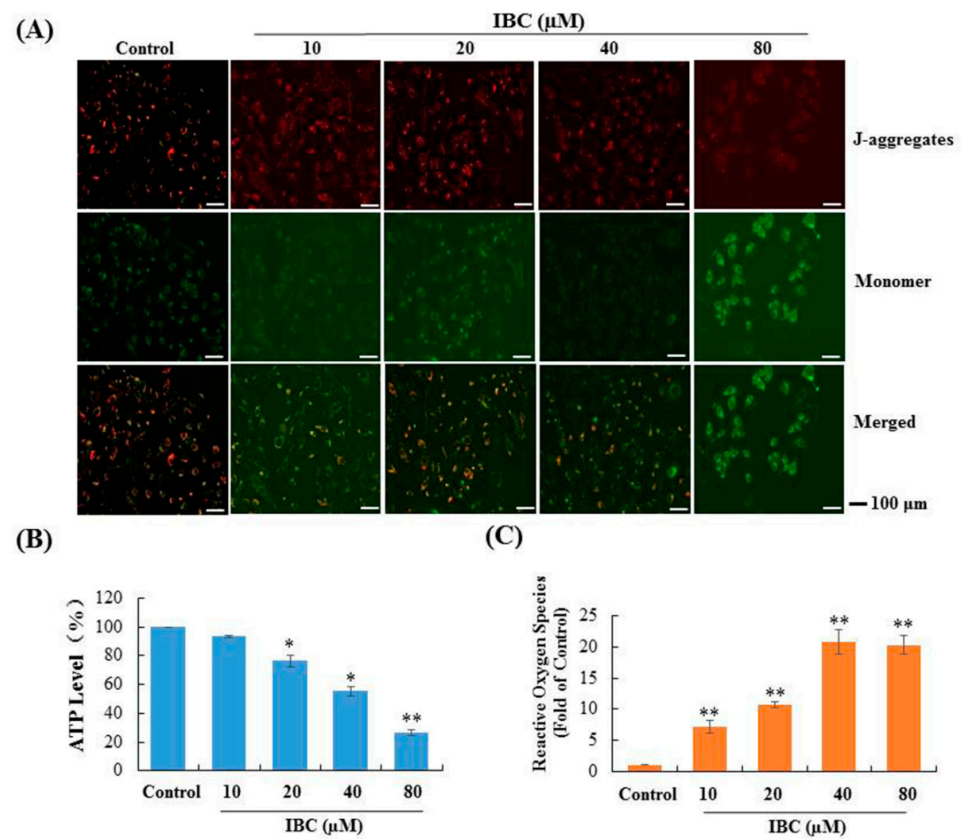 (A)
IBC (μM)
Control 10 20 40 80
J-aggregates
Monomer
Merged
100 μm
(B)
ATP Level (%)
120
100
80
60
40
20
0
*
*
**
Control 10 20 40 80
IBC (μM)
(C)
Reactive Oxygen Species
(Fold of Control)
25
20
15
10
5
0
**
**
**
**
Control 10 20 40 80
IBC (μM)